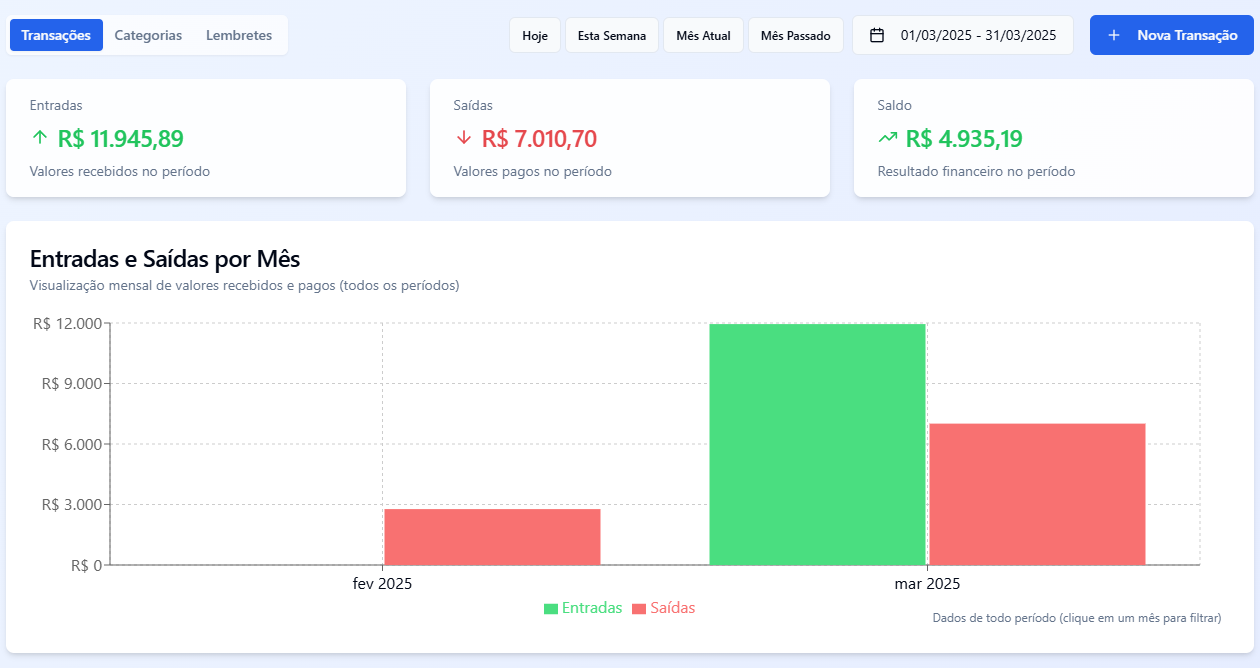 Transações Categorias Lembretes Hoje Esta Semana Mês Atual Mês Passado 01/03/2025 - 31/03/2025 + Nova Transação
Entradas
R$ 11.945,89
Valores recebidos no período
Saídas
R$ 7.010,70
Valores pagos no período
Saldo
R$ 4.935,19
Resultado financeiro no período
Entradas e Saídas por Mês
Visualização mensal de valores recebidos e pagos (todos os períodos)
R$ 12.000
R$ 9.000
R$ 6.000
R$ 3.000
R$ 0
fev 2025 mar 2025
Entradas Saídas
Dados de todo período (clique em um mês para filtrar)